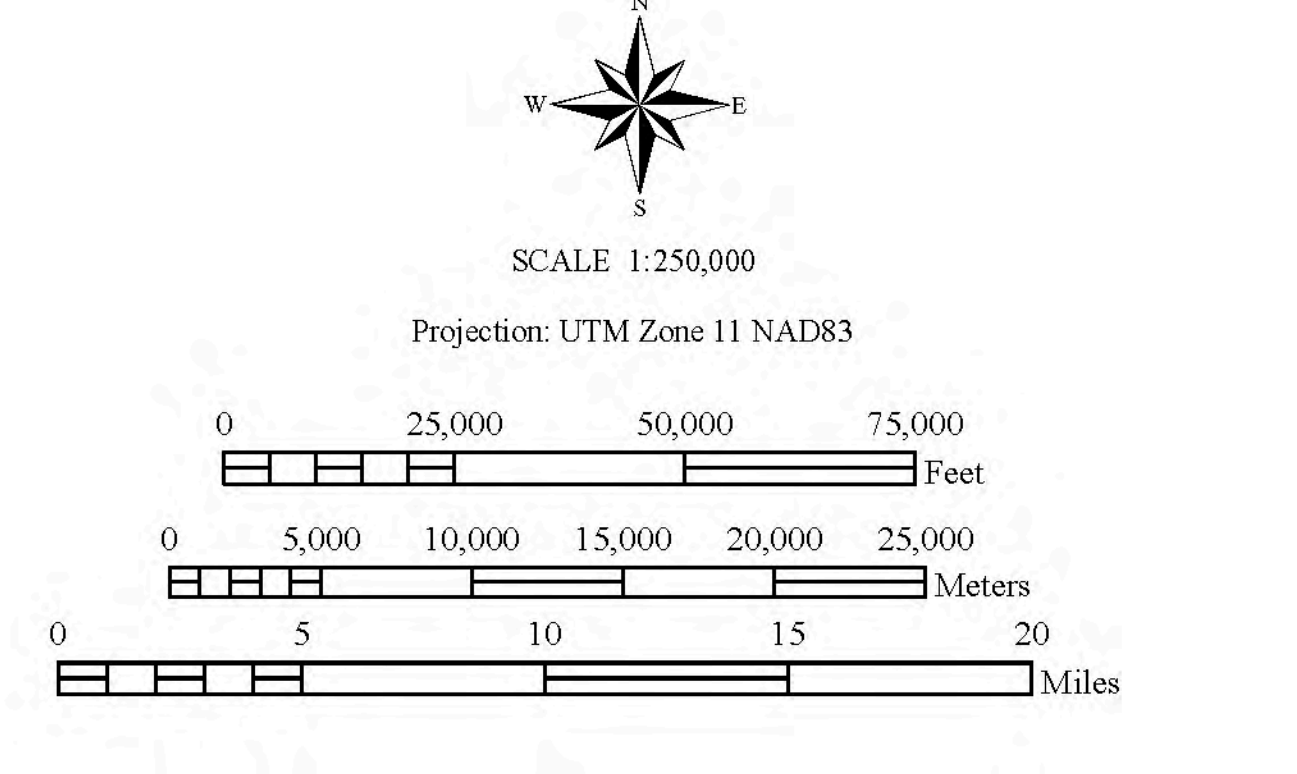 N
W E
S
SCALE 1:250,000
Projection: UTM Zone 11 NAD83
0 25,000 50,000 75,000
Feet
0 5,000 10,000 15,000 20,000 25,000
Meters
0 5 10 15 20
Miles